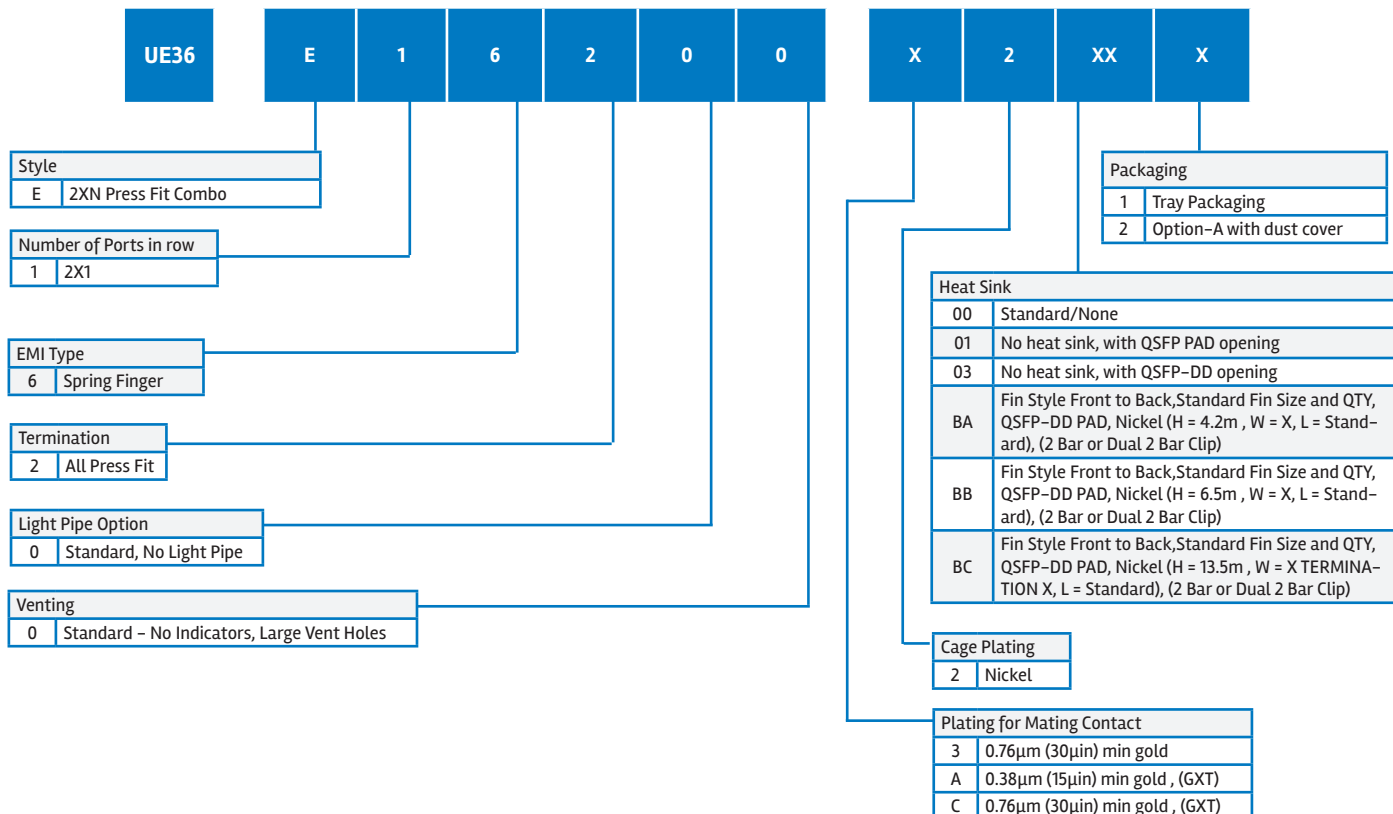 UE36 E 1 6 2 0 0 X 2 XX X
Style
E 2XN Press Fit Combo
Number of Ports in row
1 2X1
EMI Type
6 Spring Finger
Termination
2 All Press Fit
Light Pipe Option
0 Standard, No Light Pipe
Venting
0 Standard – No Indicators, Large Vent Holes
Packaging
1 Tray Packaging
2 Option–A with dust cover
Heat Sink
00 Standard/None
01 No heat sink, with QSFP PAD opening
03 No heat sink, with QSFP–DD opening
BA Fin Style Front to Back,Standard Fin Size and QTY,
QSFP–DD PAD, Nickel (H = 4.2m , W = X, L = Stand–
ard), (2 Bar or Dual 2 Bar Clip)
BB Fin Style Front to Back,Standard Fin Size and QTY,
QSFP–DD PAD, Nickel (H = 6.5m , W = X, L = Stand–
ard), (2 Bar or Dual 2 Bar Clip)
BC Fin Style Front to Back,Standard Fin Size and QTY,
QSFP–DD PAD, Nickel (H = 13.5m , W = X TERMINA–
TION X, L = Standard), (2 Bar or Dual 2 Bar Clip)
Cage Plating
2 Nickel
Plating for Mating Contact
3 0.76µm (30µin) min gold
A 0.38µm (15µin) min gold , (GXT)
C 0.76µm (30µin) min gold , (GXT)